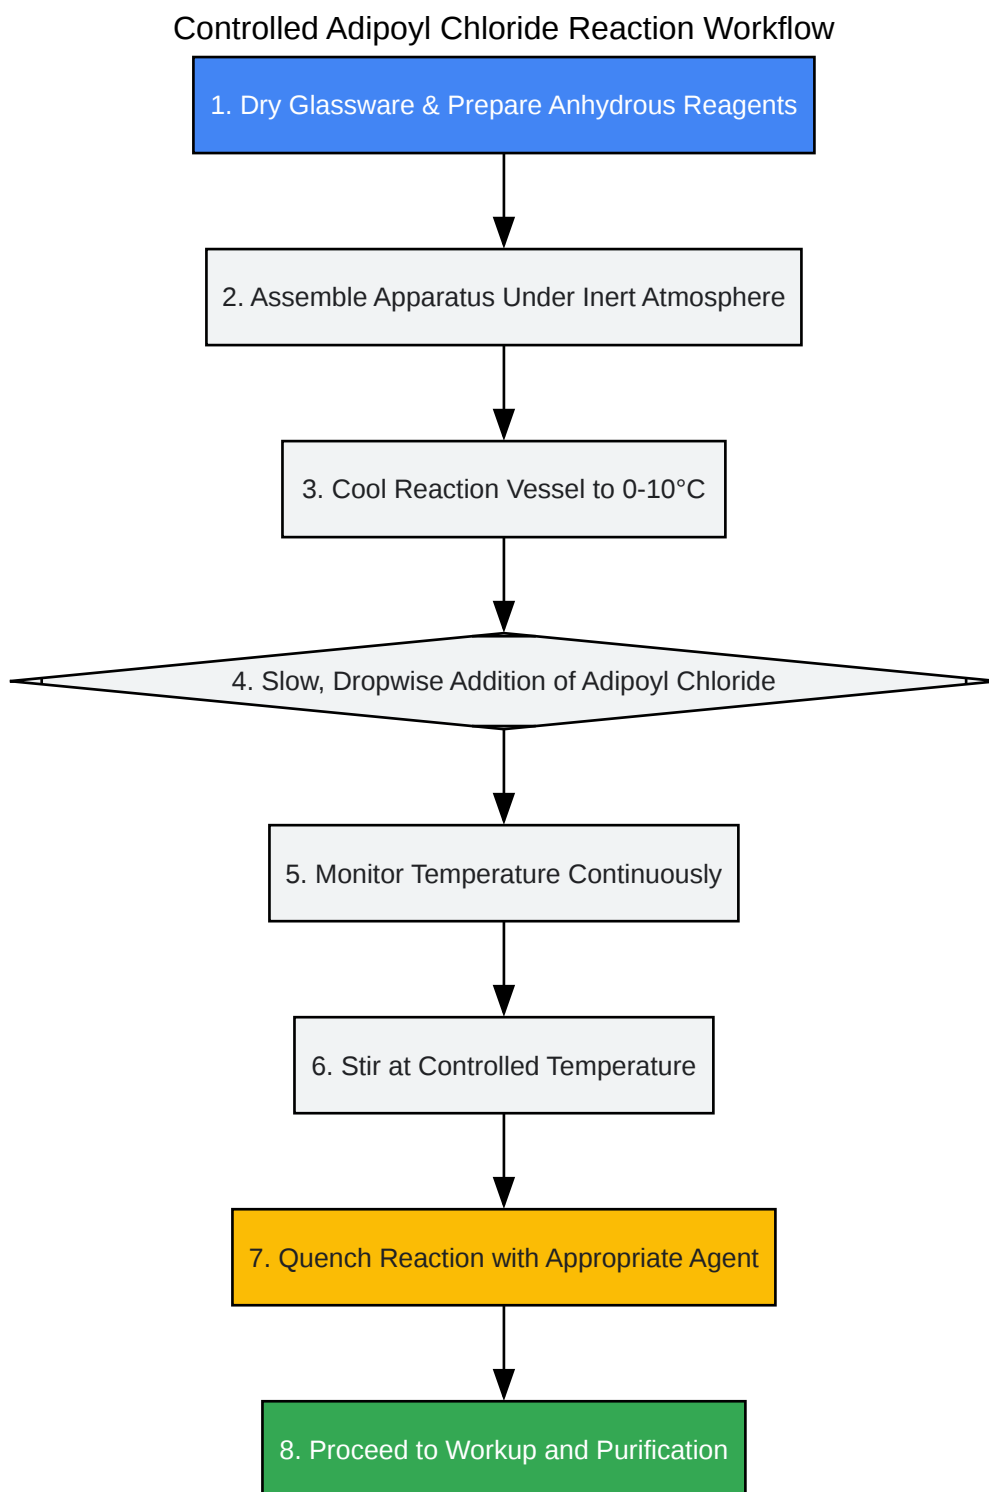 Controlled Adipoyl Chloride Reaction Workflow
1. Dry Glassware & Prepare Anhydrous Reagents
2. Assemble Apparatus Under Inert Atmosphere
3. Cool Reaction Vessel to 0-10°C
4. Slow, Dropwise Addition of Adipoyl Chloride
5. Monitor Temperature Continuously
6. Stir at Controlled Temperature
7. Quench Reaction with Appropriate Agent
8. Proceed to Workup and Purification